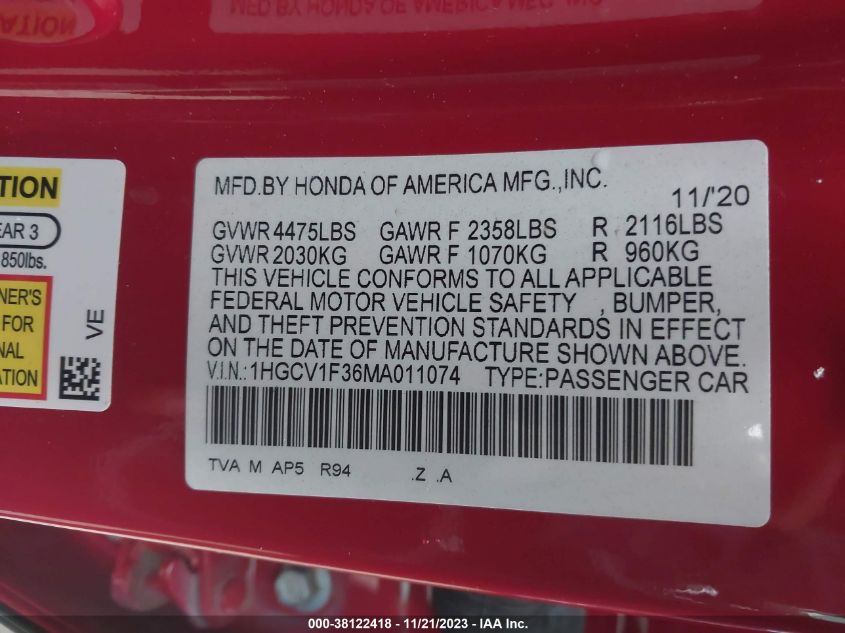 MFD.BY HONDA OF AMERICA MFG.,INC.
11/'20
GVWR 4475LBS GAWR F 2358LBS R 2116LBS
GVWR 2030KG GAWR F 1070KG R 960KG
THIS VEHICLE CONFORMS TO ALL APPLICABLE
FEDERAL MOTOR VEHICLE SAFETY , BUMPER,
AND THEFT PREVENTION STANDARDS IN EFFECT
ON THE DATE OF MANUFACTURE SHOWN ABOVE.
V.I.N.:1HGCV1F36MA011074 TYPE:PASSENGER CAR
TVA M AP5 R94 .Z .A
TION
EAR 3
850lbs.
NER'S
FOR
NAL
ATION
VE
000-38122418 - 11/21/2023 - IAA Inc.